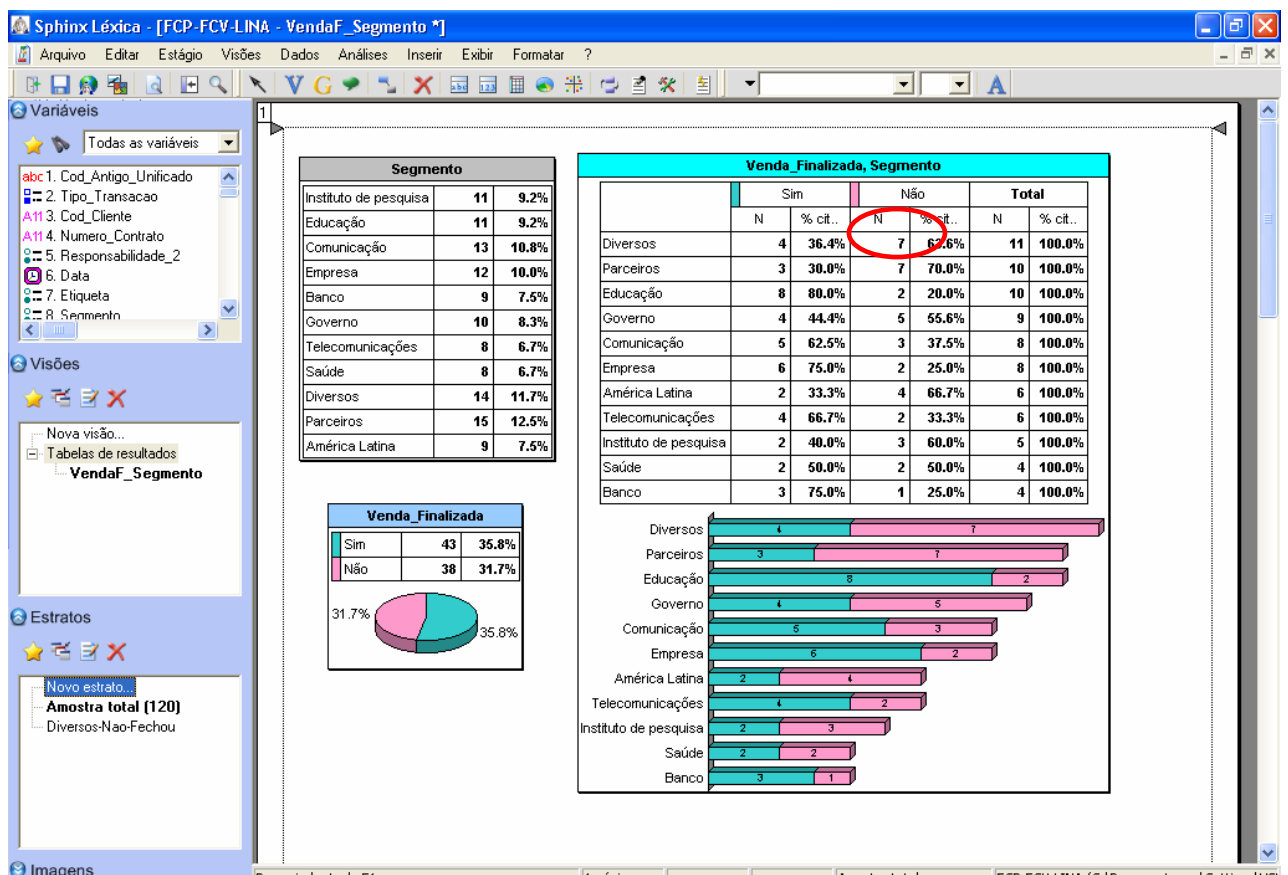 Sphinx Léxica - [FCP-FCV-LINA - VendaF_Segmento *]
Arquivo Editar Estágio Visões Dados Análises Inserir Exibir Formatar ?
Variáveis
Todas as variáveis
abc 1. Cod_Antigo_Unificado
2. Tipo_Transacao
A11 3. Cod_Cliente
A11 4. Numero_Contrato
5. Responsabilidade_2
6. Data
7. Etiqueta
8. Segmento
Visões
Nova visão...
Tabelas de resultados
VendaF_Segmento
Estratos
Novo estrato...
Amostra total (120)
Diversos-Nao-Fechou
Imagens
1
Segmento
Instituto de pesquisa 11 9.2%
Educação 11 9.2%
Comunicação 13 10.8%
Empresa 12 10.0%
Banco 9 7.5%
Governo 10 8.3%
Telecomunicações 8 6.7%
Saúde 8 6.7%
Diversos 14 11.7%
Parceiros 15 12.5%
América Latina 9 7.5%
Venda_Finalizada
Sim 43 35.8%
Não 38 31.7%
31.7%
35.8%
Venda_Finalizada, Segmento
Sim Não Total
N % cit.. N % cit.. N % cit..
Diversos 4 36.4% 7 63.6% 11 100.0%
Parceiros 3 30.0% 7 70.0% 10 100.0%
Educação 8 80.0% 2 20.0% 10 100.0%
Governo 4 44.4% 5 55.6% 9 100.0%
Comunicação 5 62.5% 3 37.5% 8 100.0%
Empresa 6 75.0% 2 25.0% 8 100.0%
América Latina 2 33.3% 4 66.7% 6 100.0%
Telecomunicações 4 66.7% 2 33.3% 6 100.0%
Instituto de pesquisa 2 40.0% 3 60.0% 5 100.0%
Saúde 2 50.0% 2 50.0% 4 100.0%
Banco 3 75.0% 1 25.0% 4 100.0%
Diversos 4 7
Parceiros 3 7
Educação 8 2
Governo 4 5
Comunicação 5 3
Empresa 6 2
América Latina 2 4
Telecomunicações 4 2
Instituto de pesquisa 2 3
Saúde 2 2
Banco 3 1